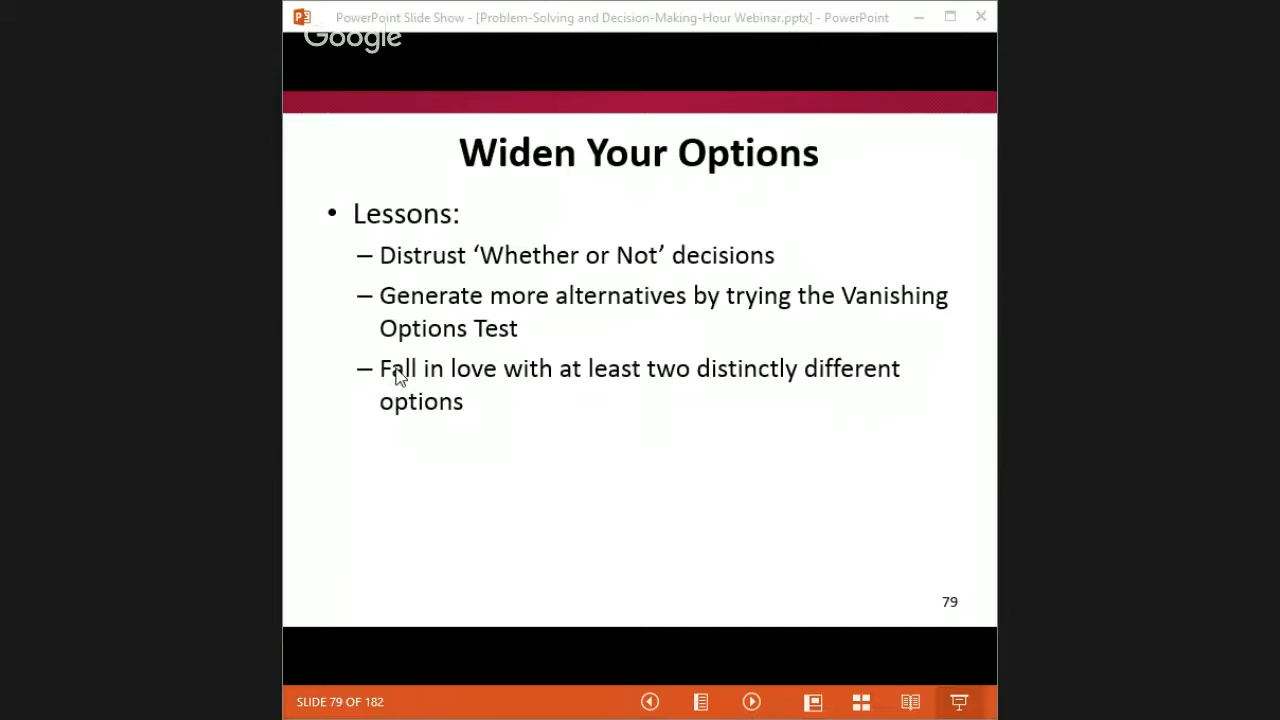 PowerPoint Slide Show - [Problem-Solving and Decision-Making-Hour Webinar.pptx] - PowerPoint
Google
Widen Your Options
• Lessons:
– Distrust ‘Whether or Not’ decisions
– Generate more alternatives by trying the Vanishing
Options Test
– Fall in love with at least two distinctly different
options
79
SLIDE 79 OF 182